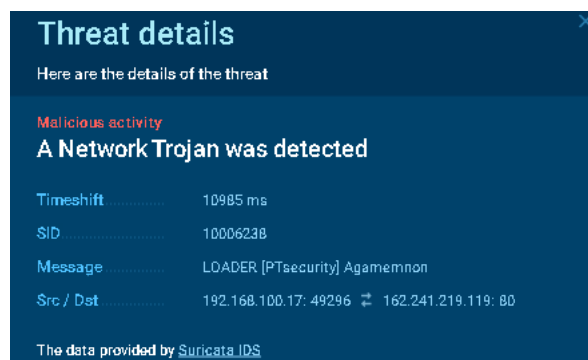 Threat details
Here are the details of the threat
Malicious activity
A Network Trojan was detected
Timeshift.............. 10985 ms
SID.............. 10006238
Message.............. LOADER [PTsecurity] Agamemnon
Src / Dst.............. 192.168.100.17: 49296 ⇄ 162.241.219.119: 80
The data provided by Suricata IDS